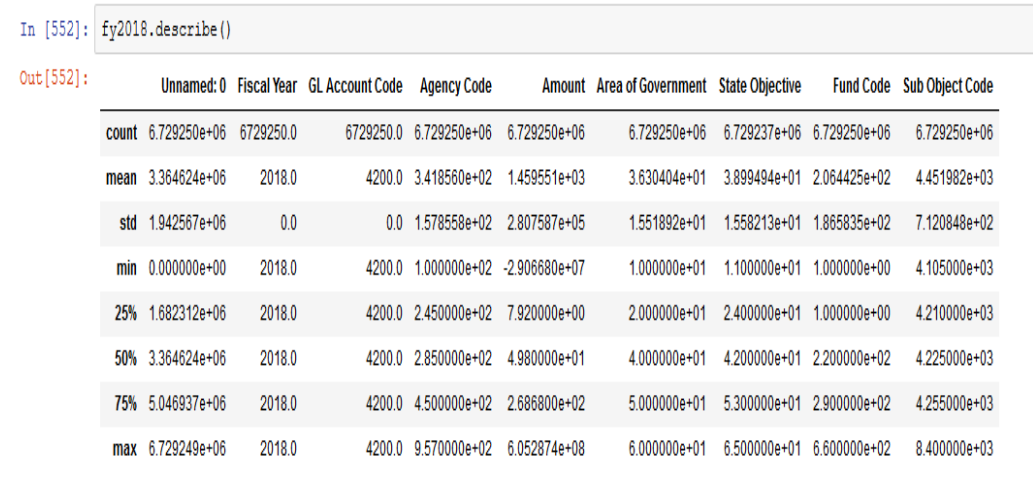 In [552]: fy2018.describe()
Out[552]:
Unnamed: 0 Fiscal Year GL Account Code Agency Code Amount Area of Government State Objective Fund Code Sub Object Code
count 6.729250e+06 6729250.0 6729250.0 6.729250e+06 6.729250e+06 6.729250e+06 6.729237e+06 6.729250e+06 6.729250e+06
mean 3.364624e+06 2018.0 4200.0 3.418560e+02 1.459551e+03 3.630404e+01 3.899494e+01 2.064425e+02 4.451982e+03
std 1.942567e+06 0.0 0.0 1.578558e+02 2.807587e+05 1.551892e+01 1.558213e+01 1.865835e+02 7.120848e+02
min 0.000000e+00 2018.0 4200.0 1.000000e+02 -2.906680e+07 1.000000e+01 1.100000e+01 1.000000e+00 4.105000e+03
25% 1.682312e+06 2018.0 4200.0 2.450000e+02 7.920000e+00 2.000000e+01 2.400000e+01 1.000000e+00 4.210000e+03
50% 3.364624e+06 2018.0 4200.0 2.850000e+02 4.980000e+01 4.000000e+01 4.200000e+01 2.200000e+02 4.225000e+03
75% 5.046937e+06 2018.0 4200.0 4.500000e+02 2.686800e+02 5.000000e+01 5.300000e+01 2.900000e+02 4.255000e+03
max 6.729249e+06 2018.0 4200.0 9.570000e+02 6.052874e+08 6.000000e+01 6.500000e+01 6.600000e+02 8.400000e+03